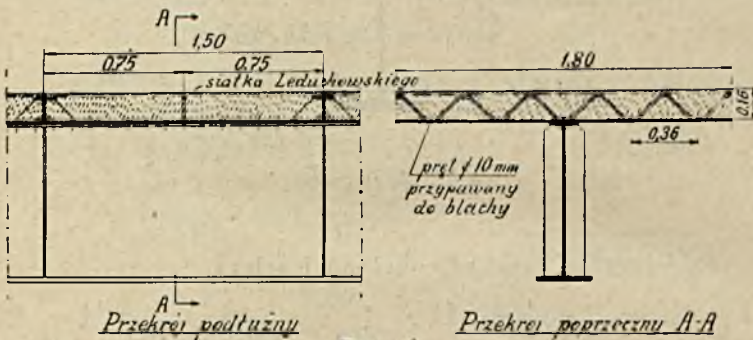 A
1,50
0.75 0.75
siatka Leduchowskiego
A
Przekrój podłużny
1.80
0,16
0,36
pręt ∮ 10 mm
przypawany
do blachy
Przekrój poprzeczny A-A